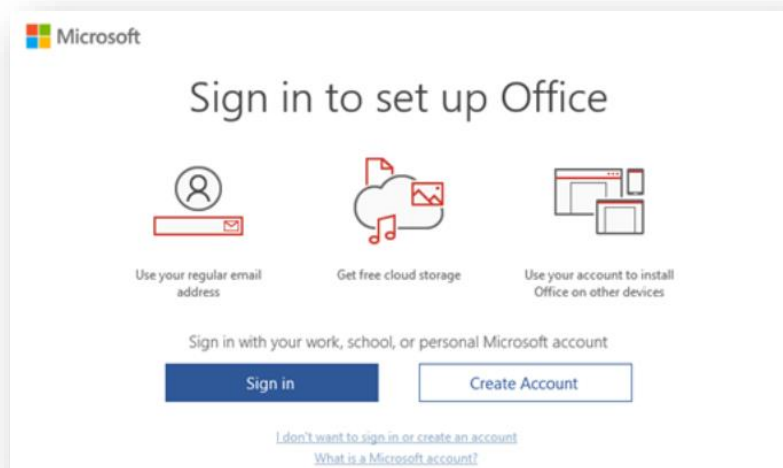 Microsoft
Sign in to set up Office
Use your regular email
address
Get free cloud storage
Use your account to install
Office on other devices
Sign in with your work, school, or personal Microsoft account
Sign in
Create Account
I don't want to sign in or create an account
What is a Microsoft account?